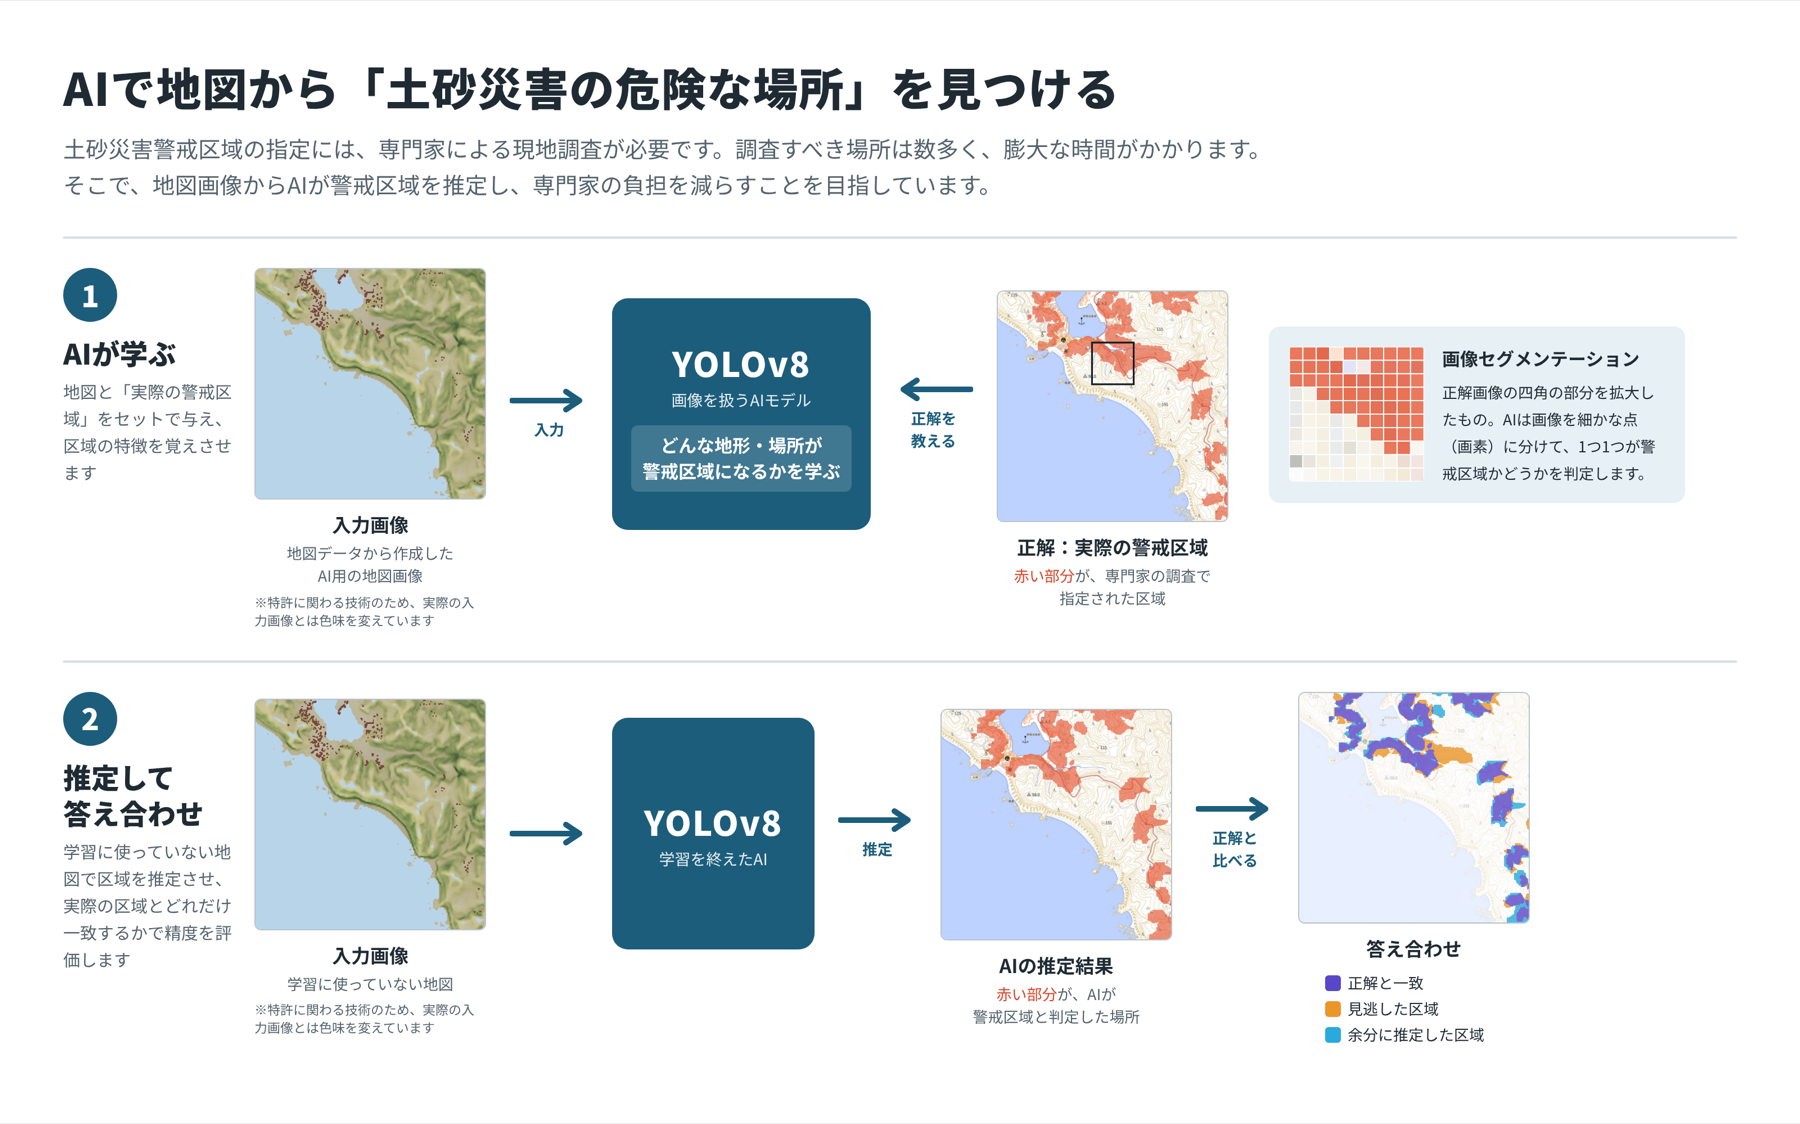 AIで地図から「土砂災害の危険な場所」を見つける
土砂災害警戒区域の指定には、専門家による現地調査が必要です。調査すべき場所は数多く、膨大な時間がかかります。
そこで、地図画像からAIが警戒区域を推定し、専門家の負担を減らすことを目指しています。
1
AIが学ぶ
地図と「実際の警戒区
域」をセットで与え、
区域の特徴を覚えさせ
ます
入力画像
地図データから作成した
AI用の地図画像
※特許に関わる技術のため、実際の入
力画像とは色味を変えています
入力
YOLOv8
画像を扱うAIモデル
どんな地形・場所が
警戒区域になるかを学ぶ
正解を
教える
正解：実際の警戒区域
赤い部分が、専門家の調査で
指定された区域
画像セグメンテーション
正解画像の四角の部分を拡大し
たもの。AIは画像を細かな点
（画素）に分けて、1つ1つが警
戒区域かどうかを判定します。
2
推定して
答え合わせ
学習に使っていない地
図で区域を推定させ、
実際の区域とどれだけ
一致するかで精度を評
価します
入力画像
学習に使っていない地図
※特許に関わる技術のため、実際の入
力画像とは色味を変えています
YOLOv8
学習を終えたAI
推定
AIの推定結果
赤い部分が、AIが
警戒区域と判定した場所
正解と
比べる
答え合わせ
正解と一致
見逃した区域
余分に推定した区域